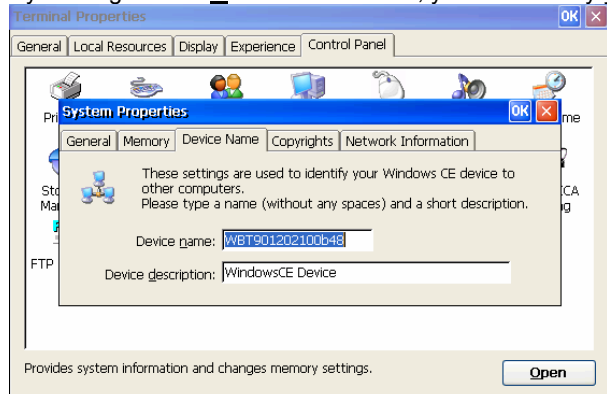 Terminal Properties OK
General Local Resources Display Experience Control Panel
System Properties OK
General Memory Device Name Copyrights Network Information
These settings are used to identify your Windows CE device to
other computers.
Please type a name (without any spaces) and a short description.
Device name: WBT901202100b48
Device description: WindowsCE Device
FTP
Provides system information and changes memory settings.
Open